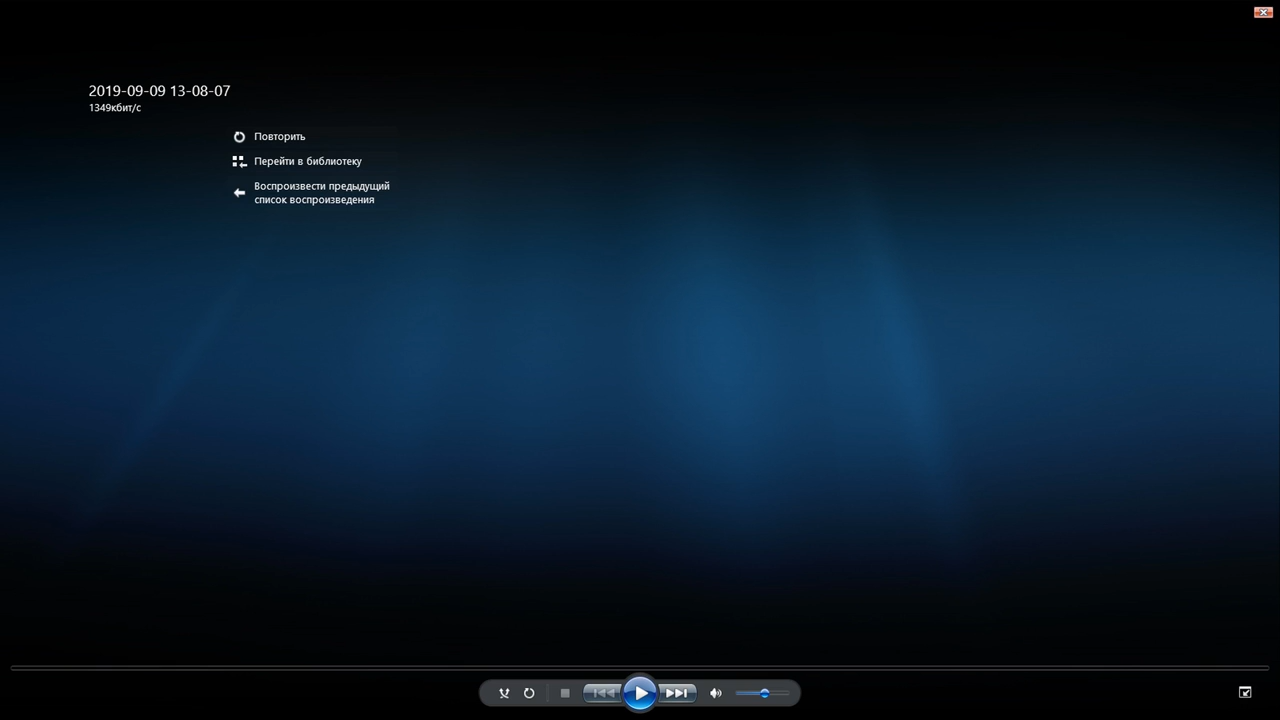 2019-09-09 13-08-07
1349кбит/с
Повторить
Перейти в библиотеку
Воспроизвести предыдущий
список воспроизведения